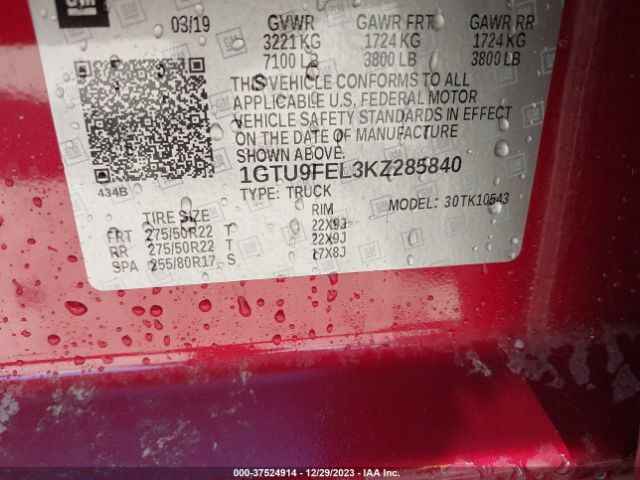 GM
03/19 GVWR GAWR FRT GAWR RR
3221 KG 1724 KG 1724 KG
7100 LB 3800 LB 3800 LB
THIS VEHICLE CONFORMS TO ALL
APPLICABLE U.S. FEDERAL MOTOR
VEHICLE SAFETY STANDARDS IN EFFECT
ON THE DATE OF MANUFACTURE
SHOWN ABOVE.
1GTU9FEL3KZ285840
434B TYPE: TRUCK MODEL: 30TK10543
TIRE SIZE RIM
FRT 275/50R22 T 22X9J
RR 275/50R22 T 22X9J
SPA 255/80R17 S 17X8J
000-37524914 • 12/29/2023 • IAA Inc.